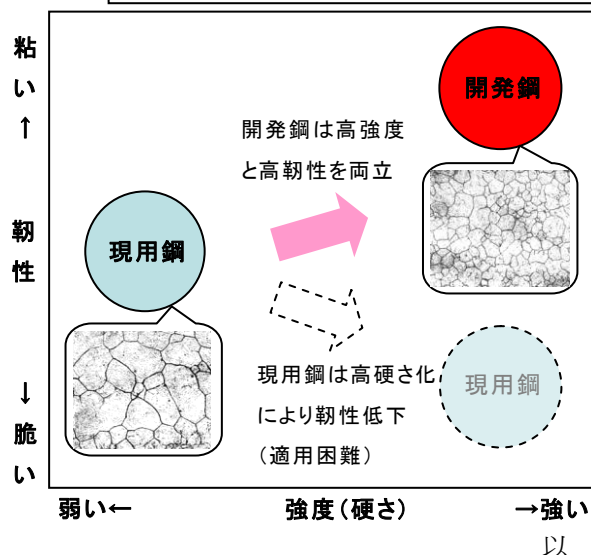 粘い
↑
靭性
↓
脆い
開発鋼
開発鋼は高強度
と高靭性を両立
現用鋼
現用鋼は高硬さ化
により靭性低下
（適用困難）
現用鋼
弱い←
強度（硬さ）
→強い
以